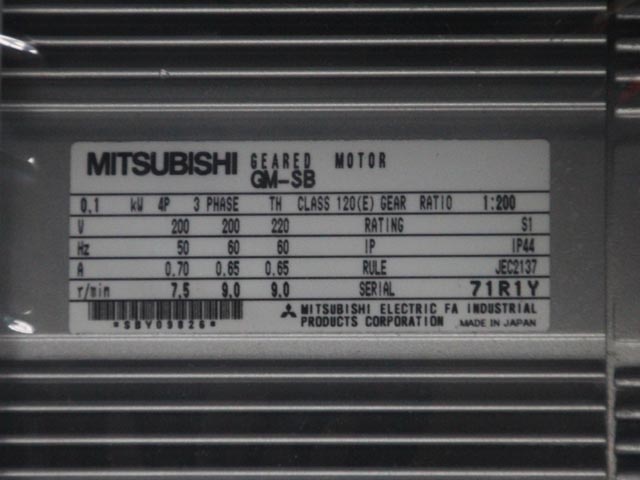 MITSUBISHI GEARED MOTOR
GM-SB
0.1 kW 4P 3 PHASE TH CLASS 120(E) GEAR RATIO 1:200
V 200 200 220 RATING S1
Hz 50 60 60 IP IP44
A 0.70 0.65 0.65 RULE JEC2137
r/min 7.5 9.0 9.0 SERIAL 71R1Y
*SBY09826*
MITSUBISHI ELECTRIC FA INDUSTRIAL
PRODUCTS CORPORATION MADE IN JAPAN